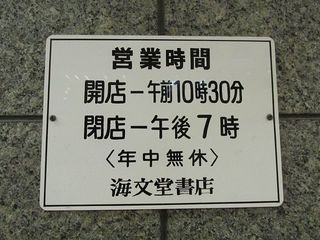 営業時間
開店ー午前10時30分
閉店ー午後7時
〈年中無休〉
海文堂書店